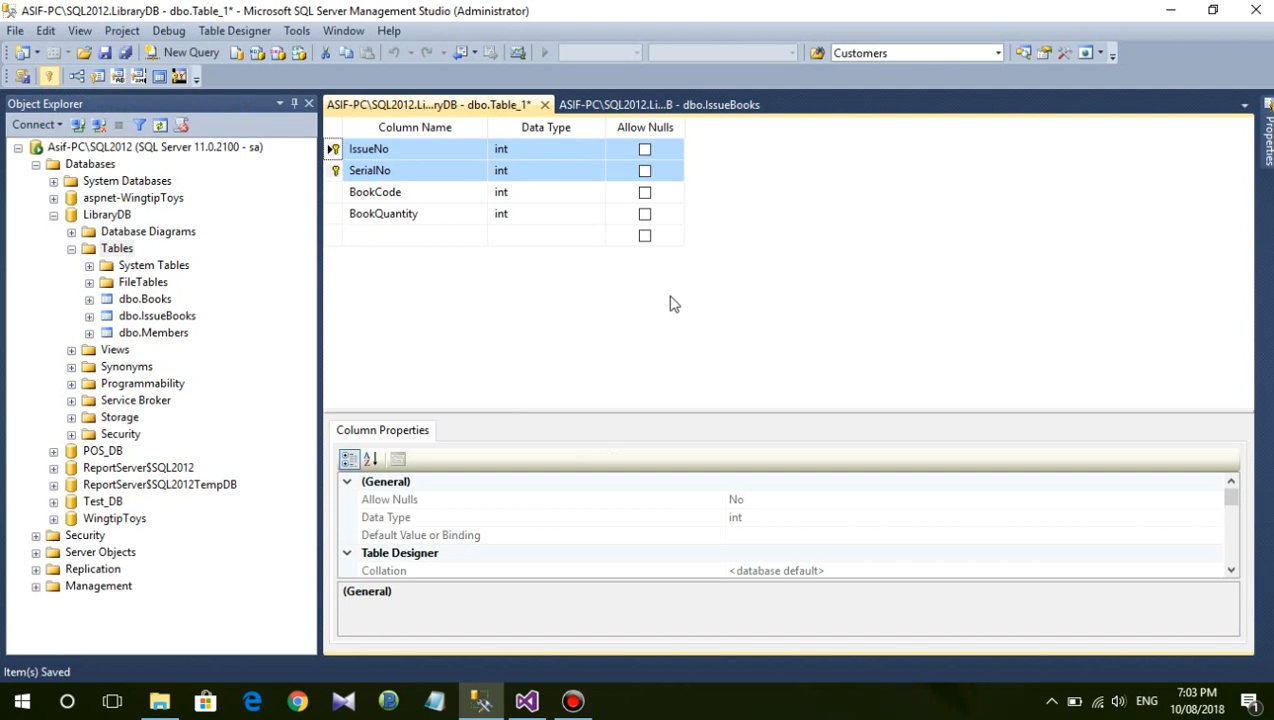 ASIF-PC\SQL2012.LibraryDB - dbo.Table_1* - Microsoft SQL Server Management Studio (Administrator)
File Edit View Project Debug Table Designer Tools Window Help
New Query Customers
Object Explorer
ASIF-PC\SQL2012.Li...ryDB - dbo.Table_1* ASIF-PC\SQL2012.Li...B - dbo.IssueBooks
Connect
Column Name Data Type Allow Nulls
IssueNo int
SerialNo int
BookCode int
BookQuantity int
Asif-PC\SQL2012 (SQL Server 11.0.2100 - sa)
Databases
System Databases
aspnet-WingtipToys
LibraryDB
Database Diagrams
Tables
System Tables
FileTables
dbo.Books
dbo.IssueBooks
dbo.Members
Views
Synonyms
Programmability
Service Broker
Storage
Security
POS_DB
ReportServer$SQL2012
ReportServer$SQL2012TempDB
Test_DB
WingtipToys
Security
Server Objects
Replication
Management
Properties
Column Properties
(General)
Allow Nulls No
Data Type int
Default Value or Binding
Table Designer
Collation <database default>
(General)
Item(s) Saved
ENG
7:03 PM
10/08/2018